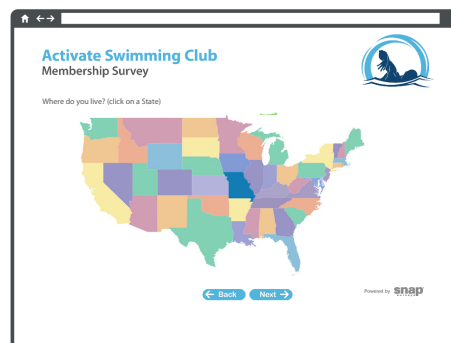 Activate Swimming Club
Membership Survey
Where do you live? (click on a State)
Back
Next
Powered by snap